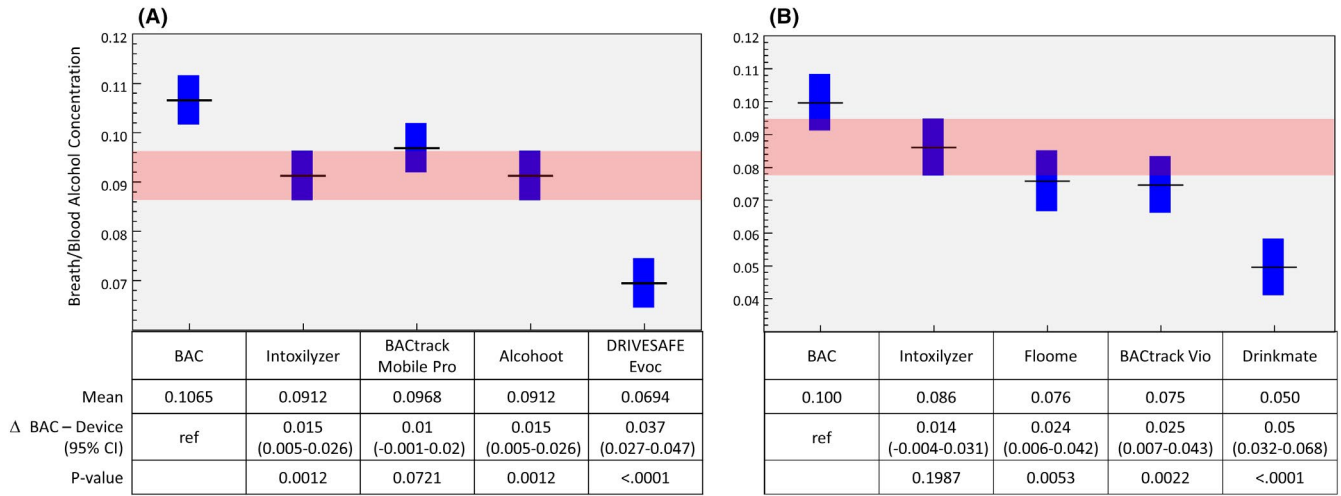 (A)
Breath/Blood Alcohol Concentration
0.12
0.11
0.10
0.09
0.08
0.07
BAC Intoxilyzer BACtrack Mobile Pro Alcohoot DRIVESAFE Evoc
Mean 0.1065 0.0912 0.0968 0.0912 0.0694
Δ BAC – Device (95% CI) ref 0.015 (0.005-0.026) 0.01 (-0.001-0.02) 0.015 (0.005-0.026) 0.037 (0.027-0.047)
P-value 0.0012 0.0721 0.0012 <.0001
(B)
0.12
0.11
0.10
0.09
0.08
0.07
0.06
0.05
0.04
BAC Intoxilyzer Floome BACtrack Vio Drinkmate
0.100 0.086 0.076 0.075 0.050
ref 0.014 (-0.004-0.031) 0.024 (0.006-0.042) 0.025 (0.007-0.043) 0.05 (0.032-0.068)
0.1987 0.0053 0.0022 <.0001